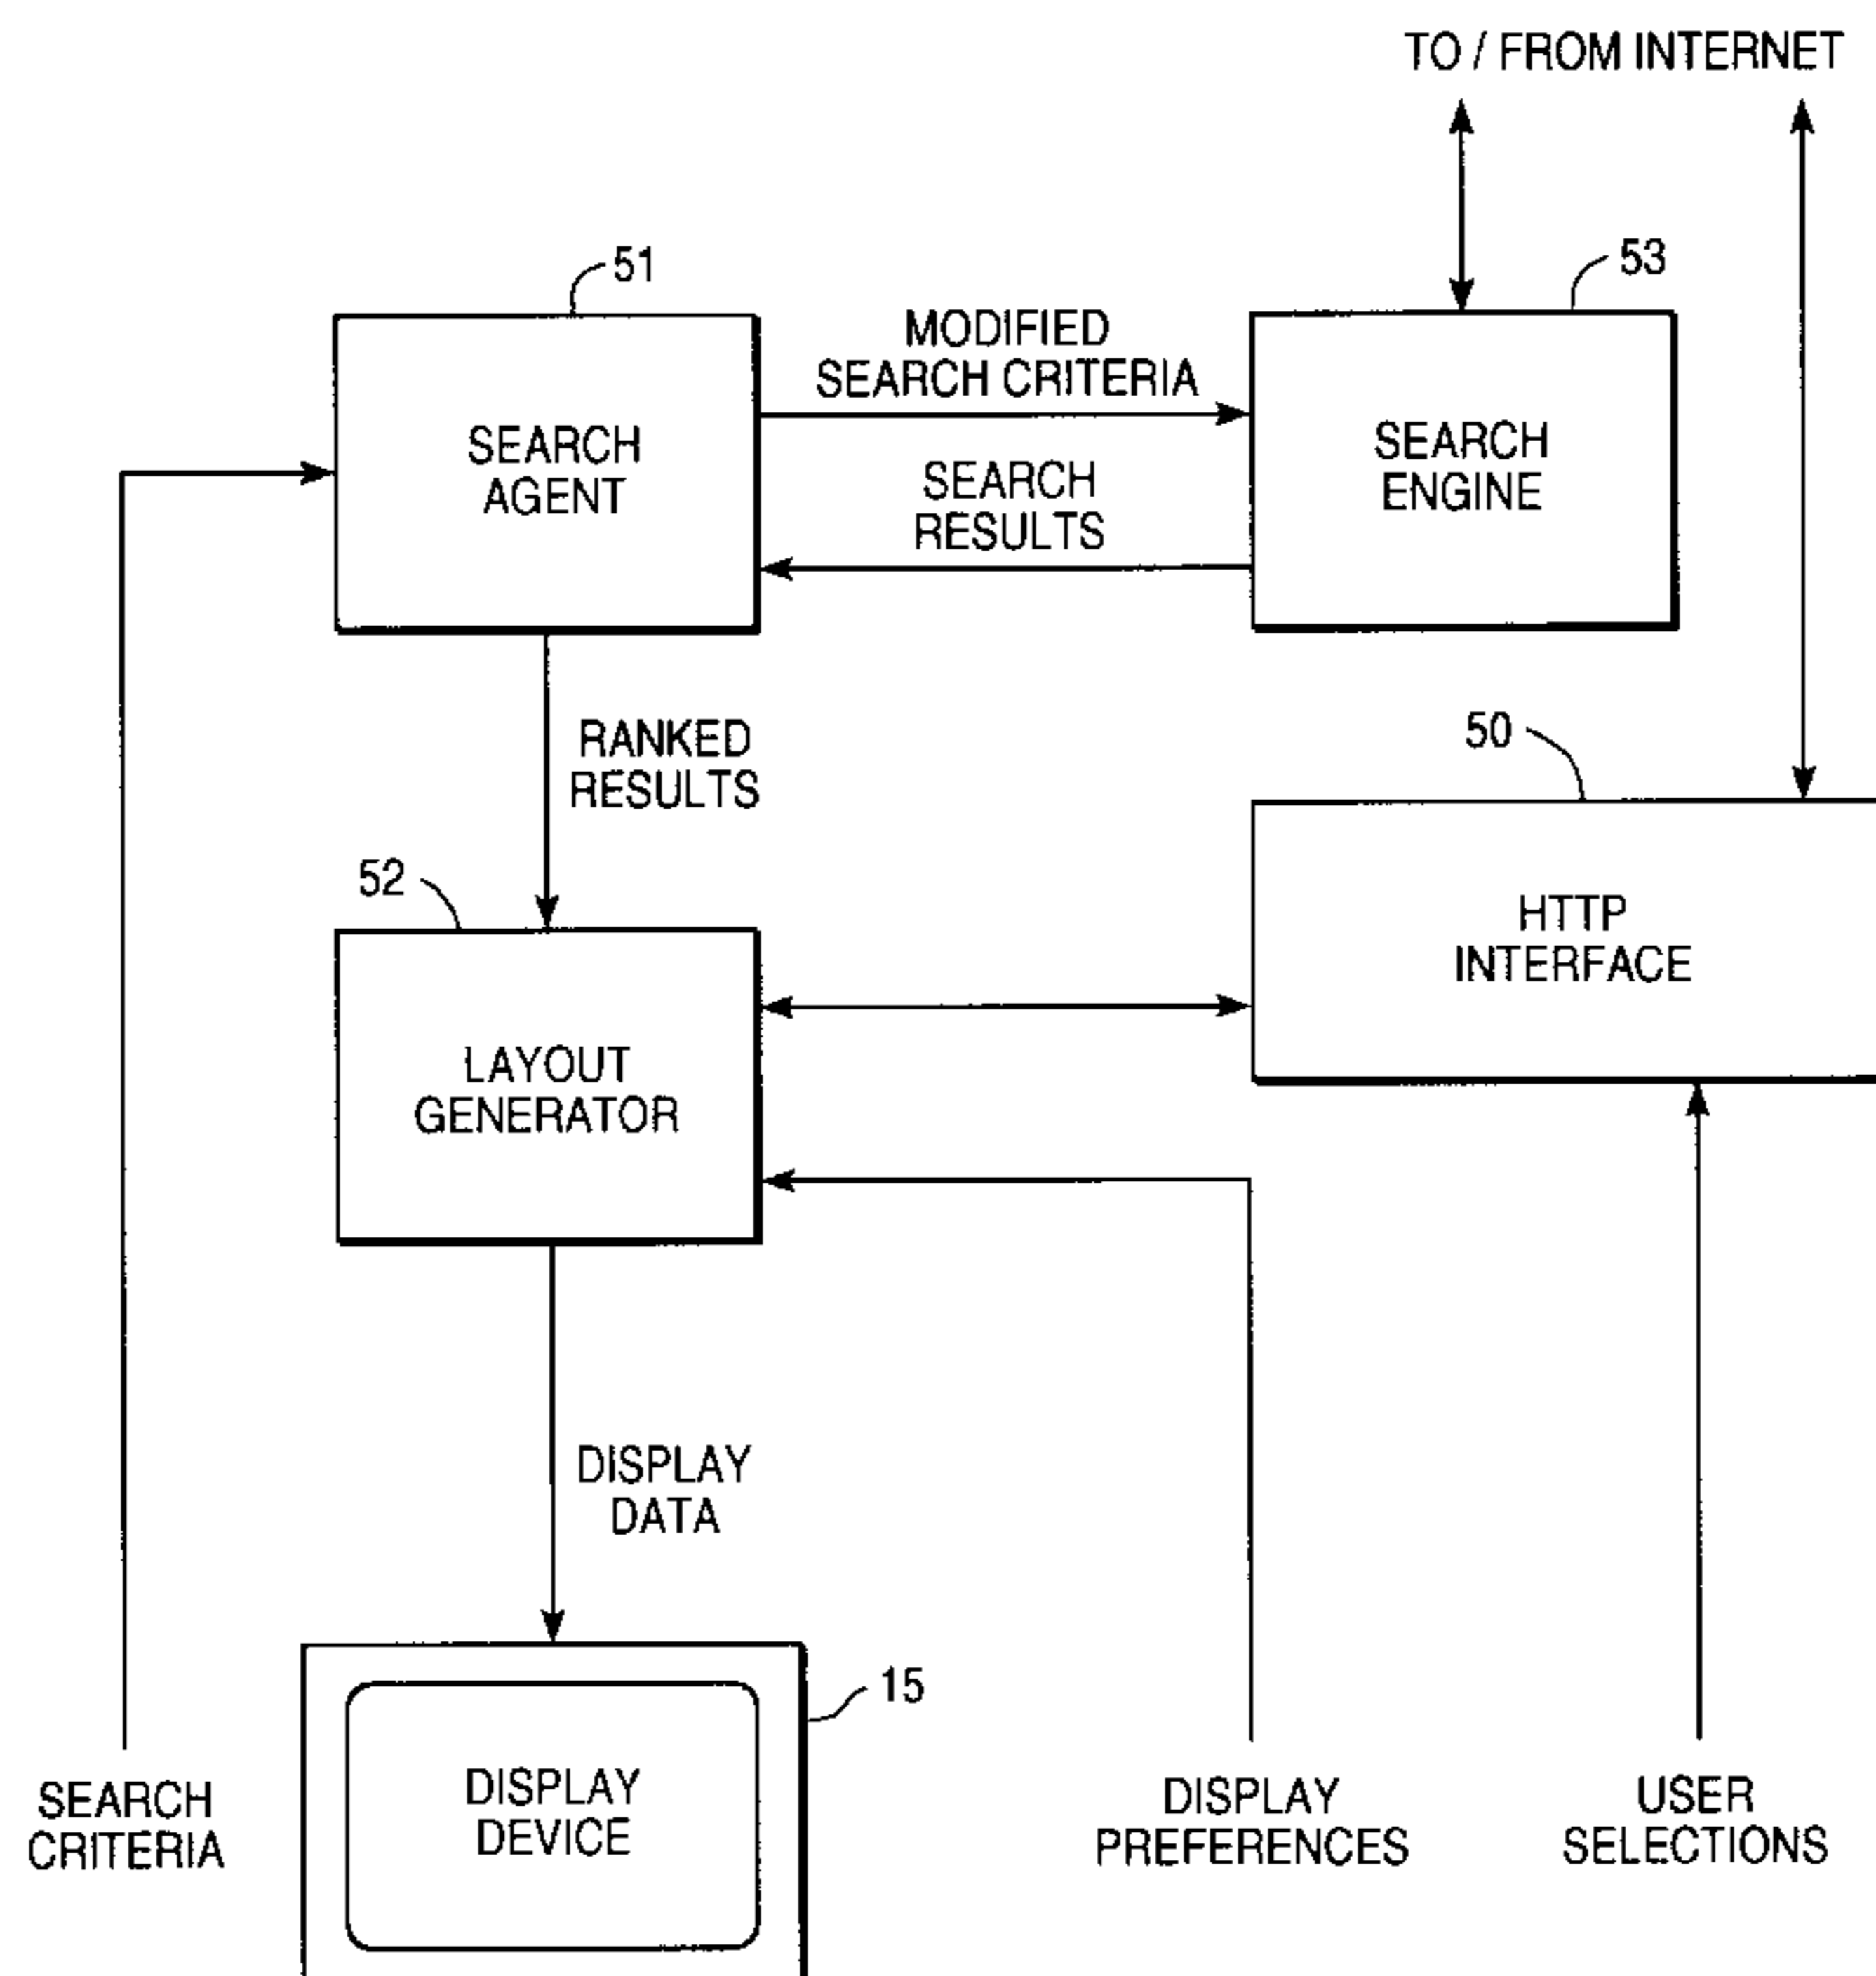 TO / FROM INTERNET
51
53
MODIFIED
SEARCH CRITERIA
SEARCH
AGENT
SEARCH
ENGINE
SEARCH
RESULTS
RANKED
RESULTS
50
52
HTTP
INTERFACE
LAYOUT
GENERATOR
DISPLAY
DATA
15
DISPLAY
DEVICE
SEARCH
CRITERIA
DISPLAY
PREFERENCES
USER
SELECTIONS